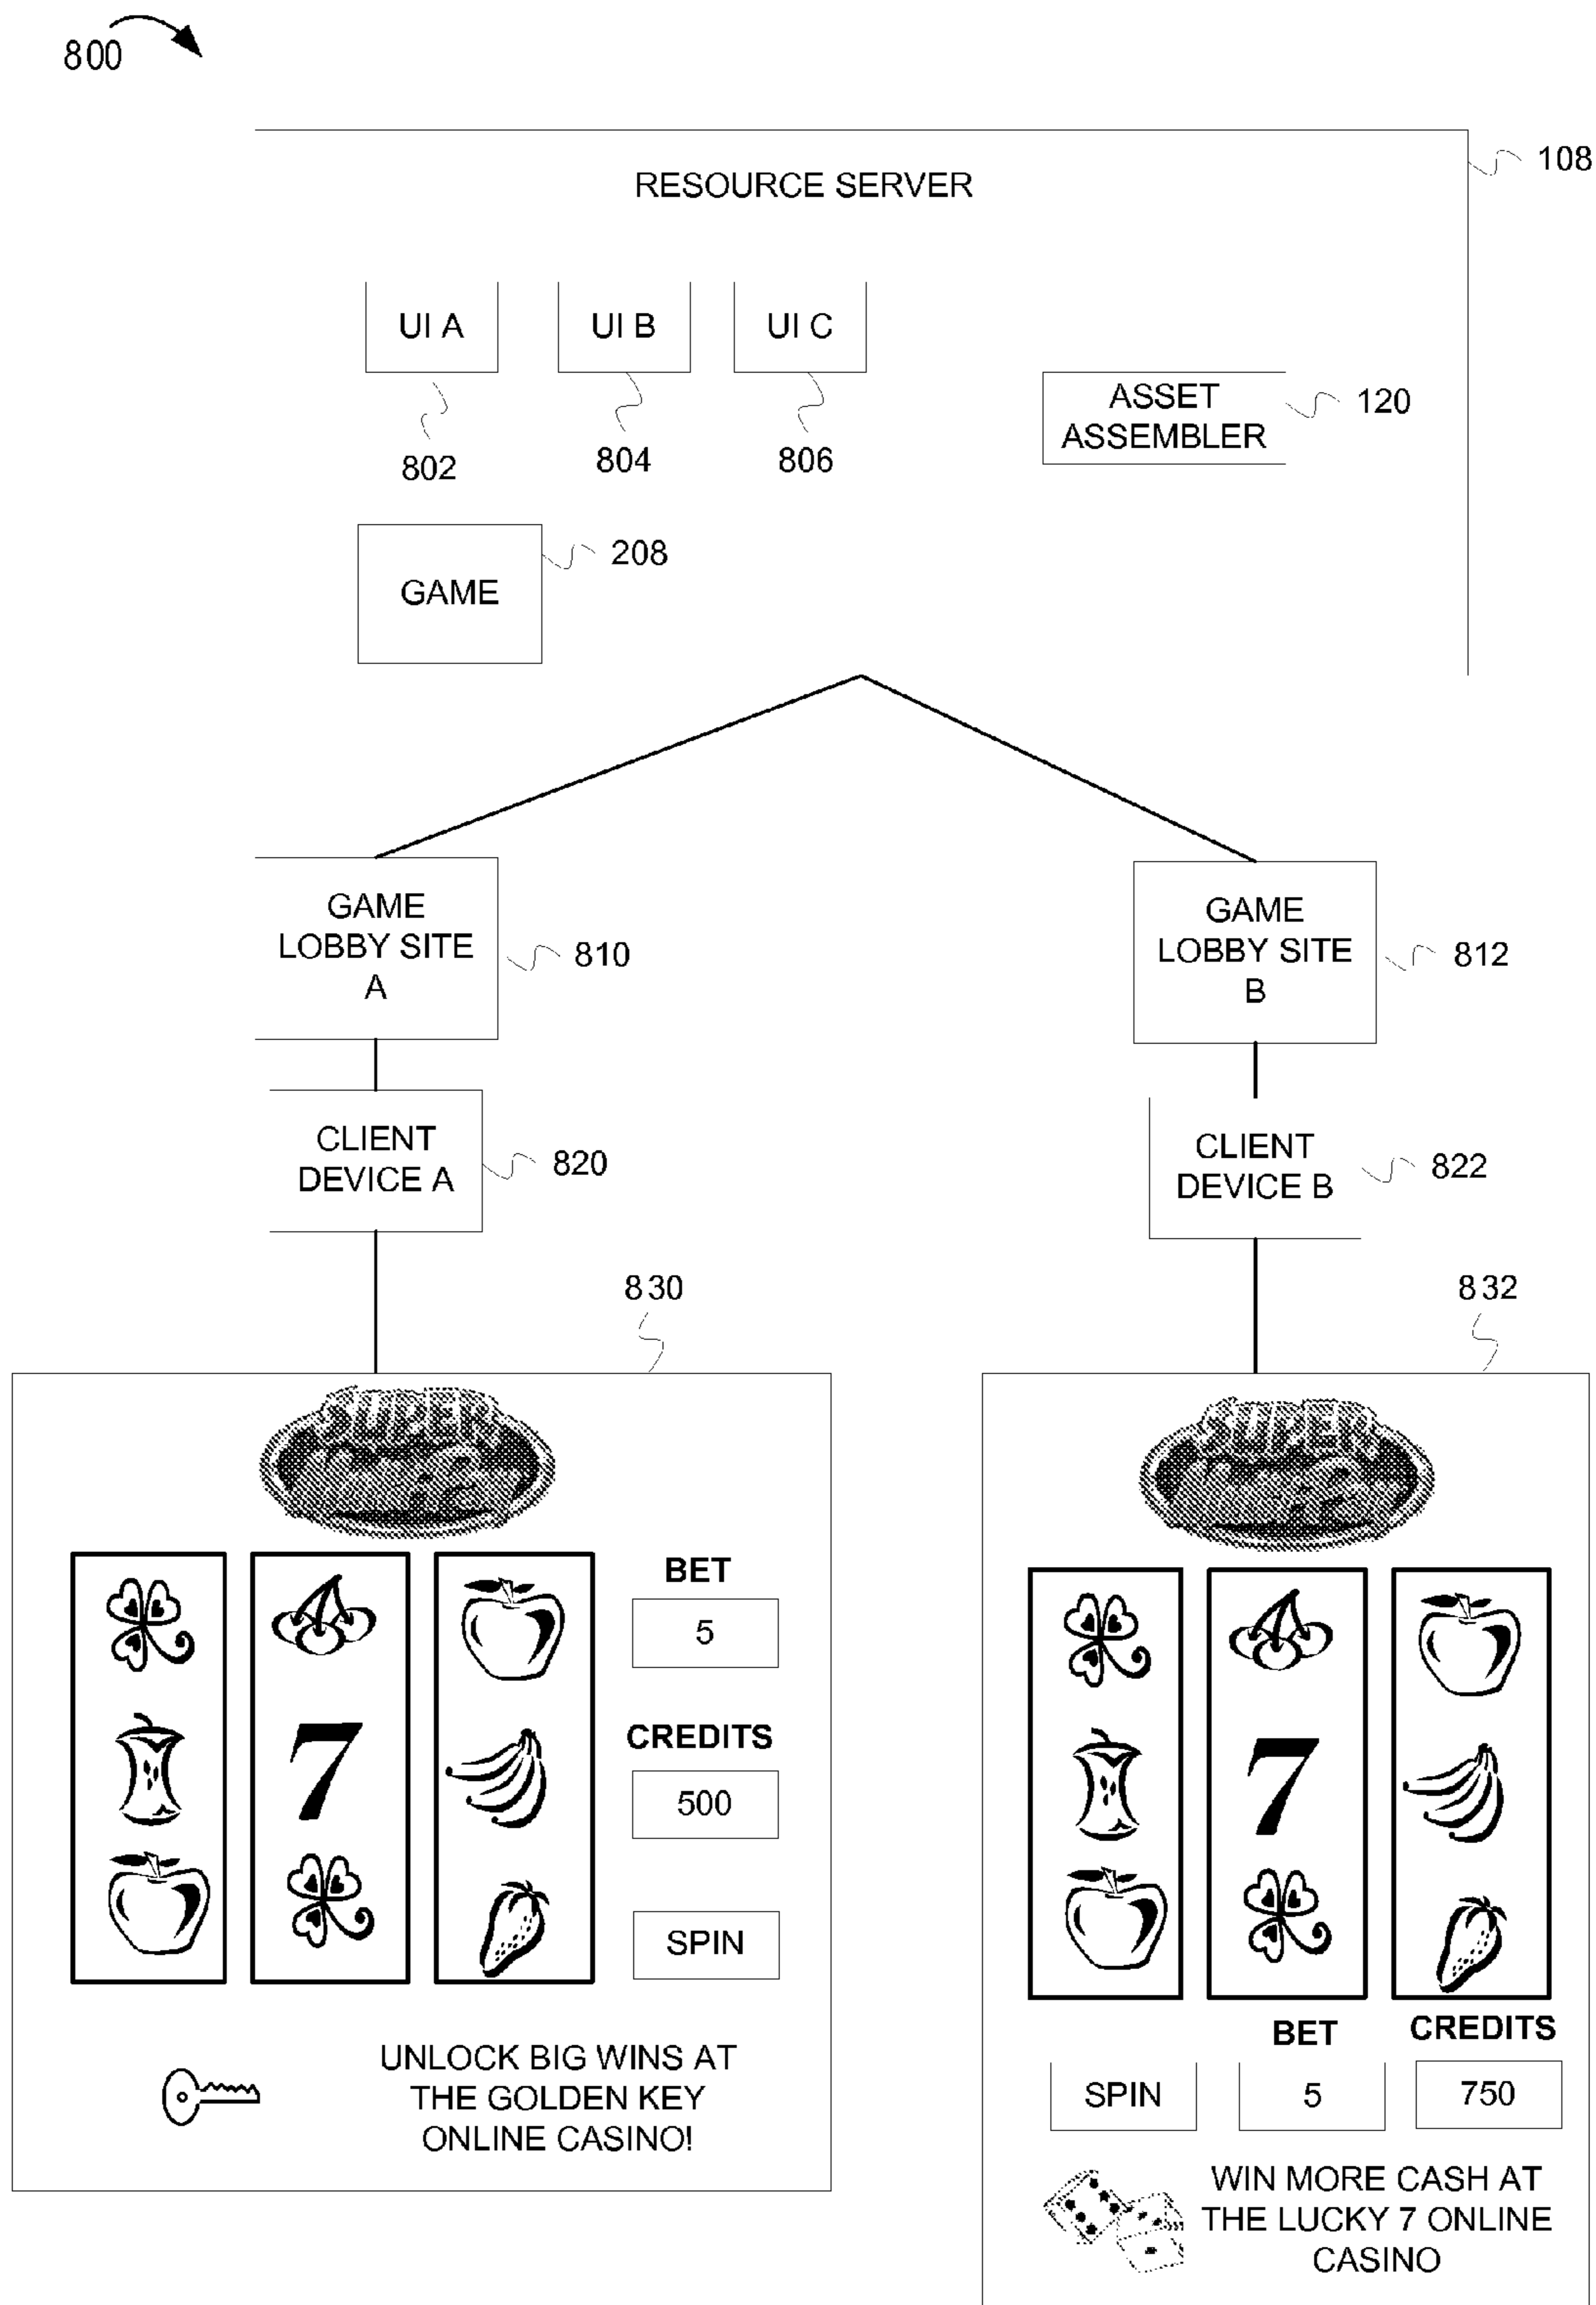 800
108
RESOURCE SERVER
UI A
UI B
UI C
ASSET
ASSEMBLER
120
802
804
806
208
GAME
GAME
LOBBY SITE
A
810
GAME
LOBBY SITE
B
812
CLIENT
DEVICE A
820
CLIENT
DEVICE B
822
830
832
SUPER
BET
5
7
CREDITS
500
SPIN
UNLOCK BIG WINS AT
THE GOLDEN KEY
ONLINE CASINO!
SUPER
7
BET
CREDITS
SPIN
5
750
WIN MORE CASH AT
THE LUCKY 7 ONLINE
CASINO